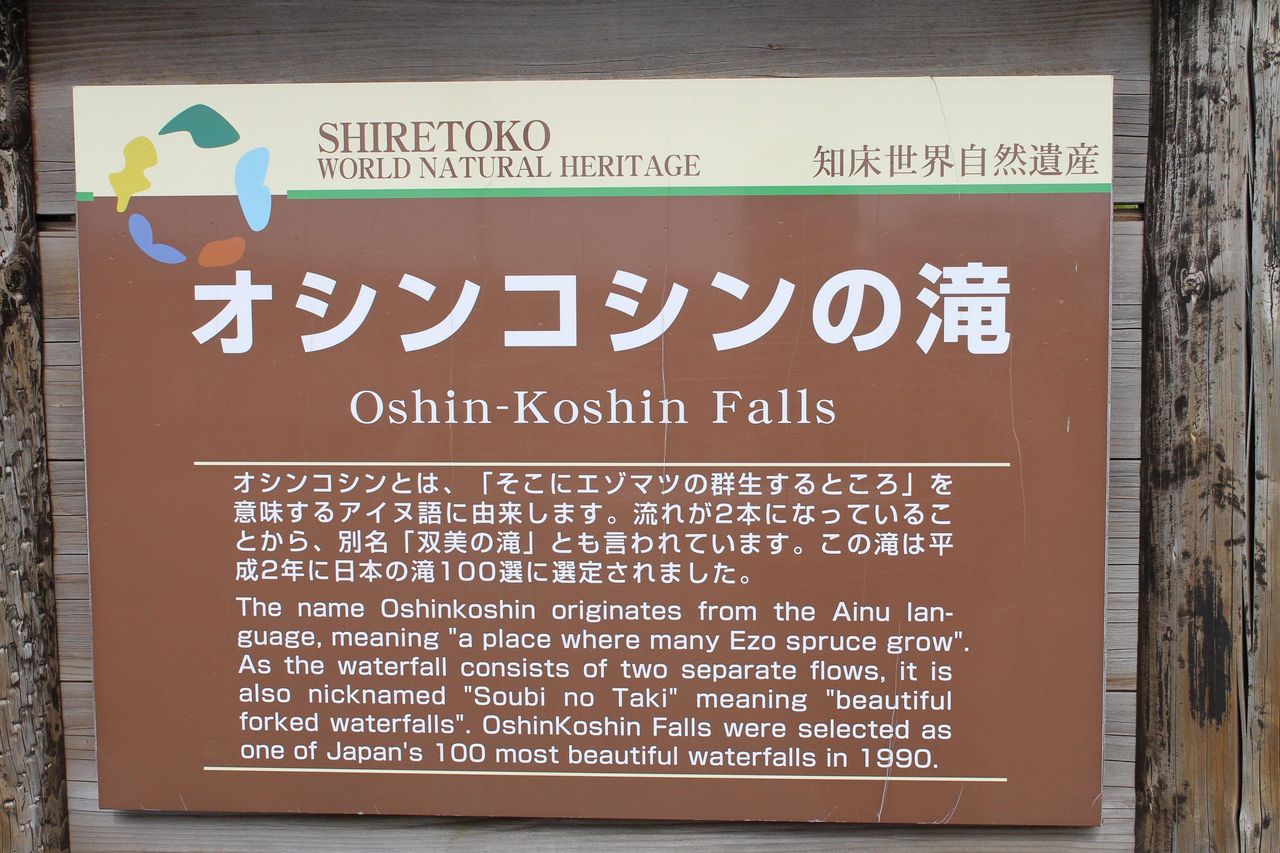 SHIRETOKO
WORLD NATURAL HERITAGE
知床世界自然遺産
オシンコシンの滝
Oshin-Koshin Falls
オシンコシンとは、「そこにエゾマツの群生するところ」を
意味するアイヌ語に由来します。流れが2本になっているこ
とから、別名「双美の滝」とも言われています。この滝は平
成2年に日本の滝100選に選定されました。
The name Oshinkoshin originates from the Ainu lan-
guage, meaning "a place where many Ezo spruce grow".
As the waterfall consists of two separate flows, it is
also nicknamed "Soubi no Taki" meaning "beautiful
forked waterfalls". OshinKoshin Falls were selected as
one of Japan's 100 most beautiful waterfalls in 1990.